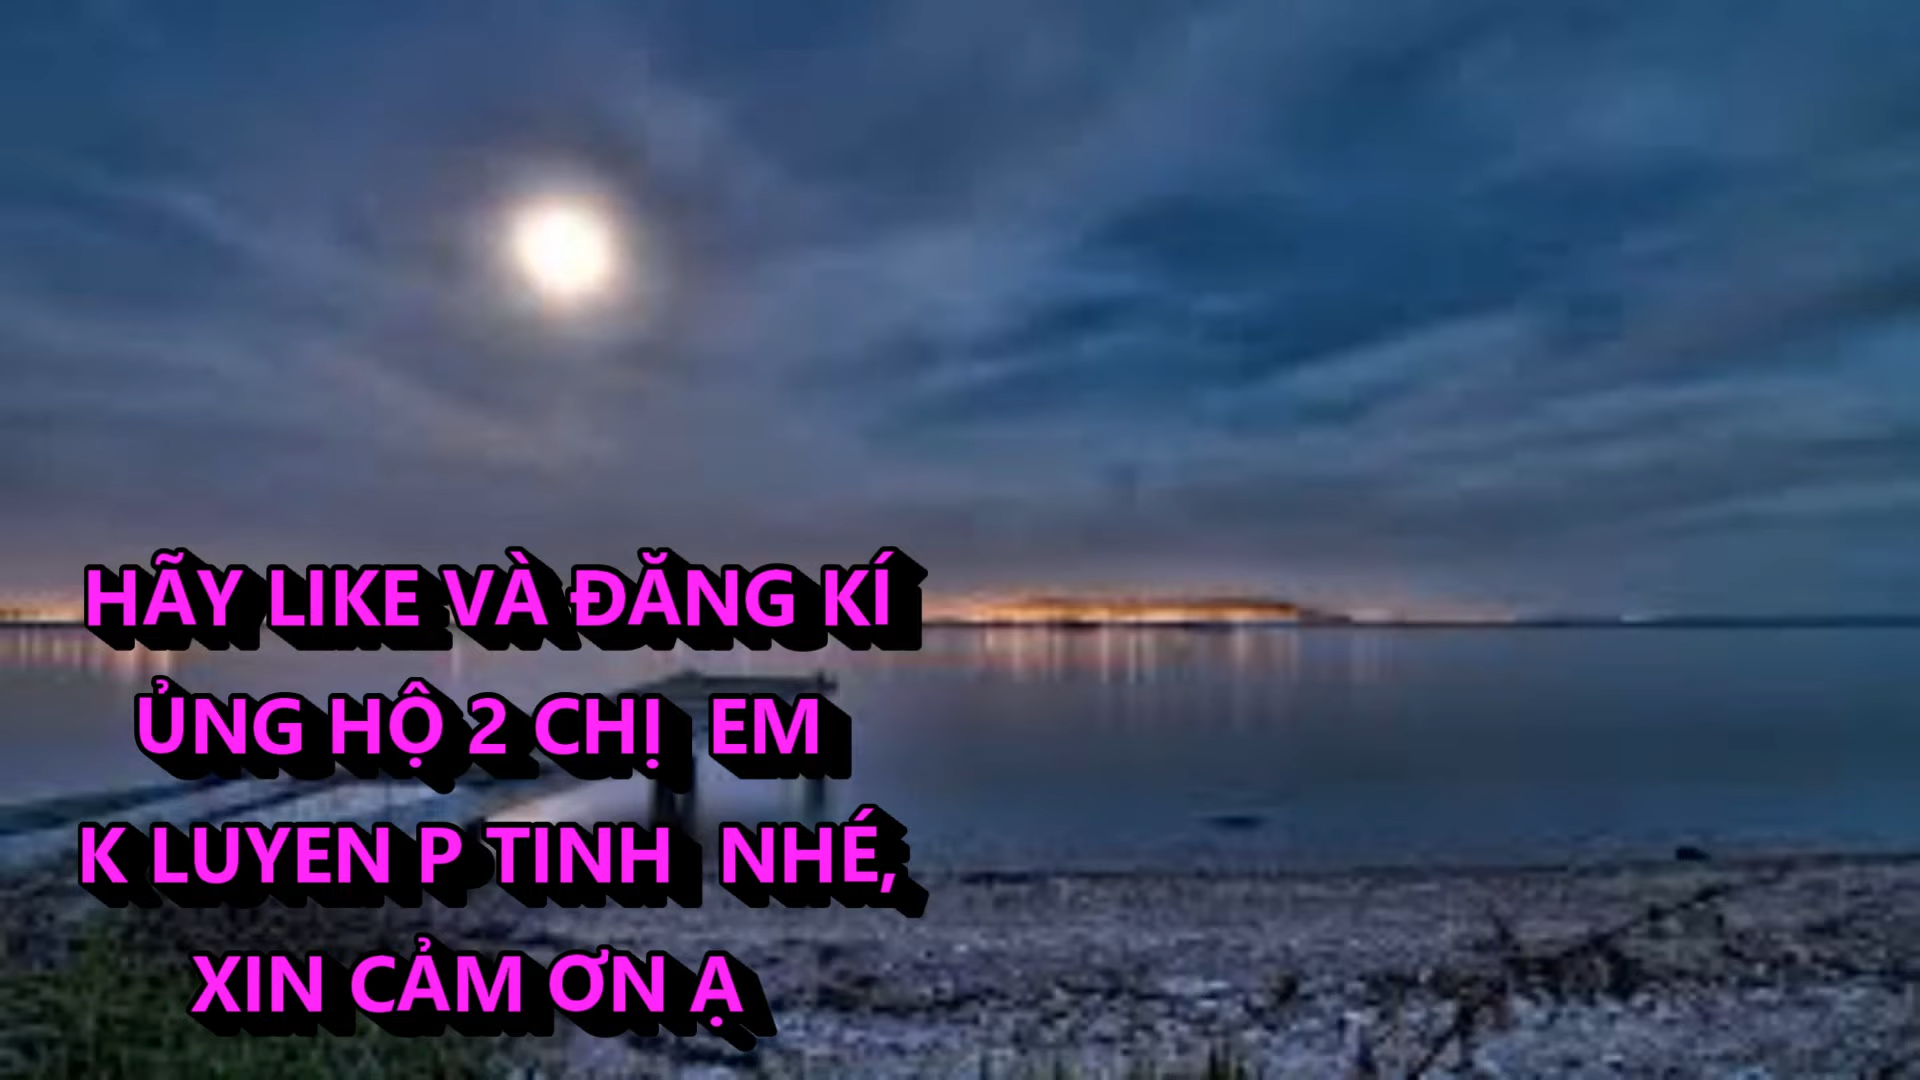 HÃY LIKE VÀ ĐĂNG KÍ
ỦNG HỘ 2 CHỊ EM
K LUYEN P TINH NHÉ,
XIN CẢM ƠN Ạ